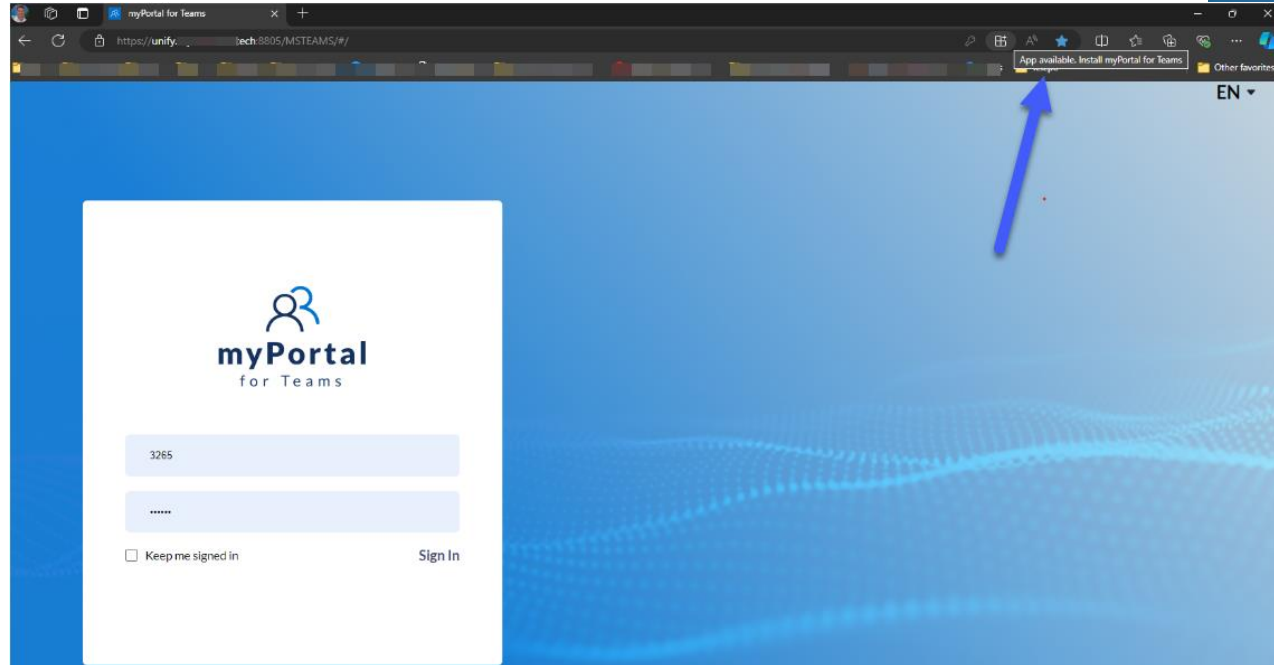 myPortal for Teams
https://unify. tech:8805/MSTEAMS/#/
App available. Install myPortal for Teams
Other favorites
EN
myPortal
for Teams
3265
Keep me signed in
Sign In